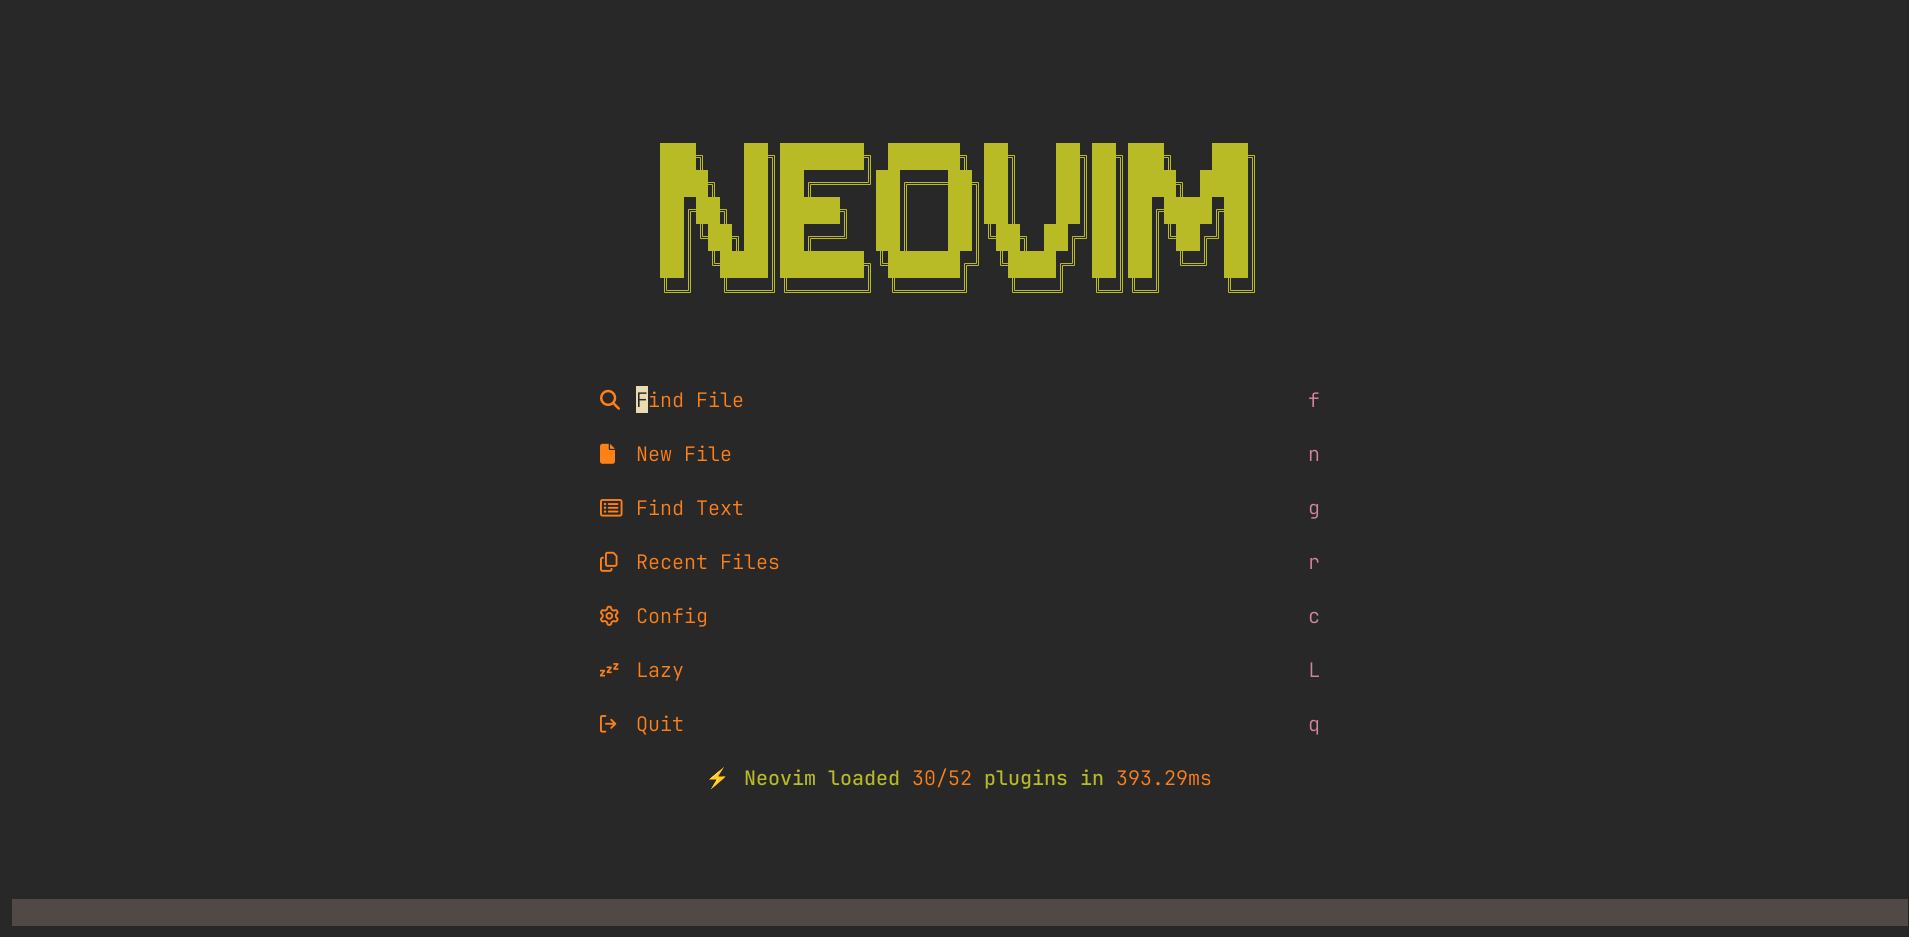 NEOVIM
Find File f
New File n
Find Text g
Recent Files r
Config c
zzz Lazy L
Quit q
⚡ Neovim loaded 30/52 plugins in 393.29ms